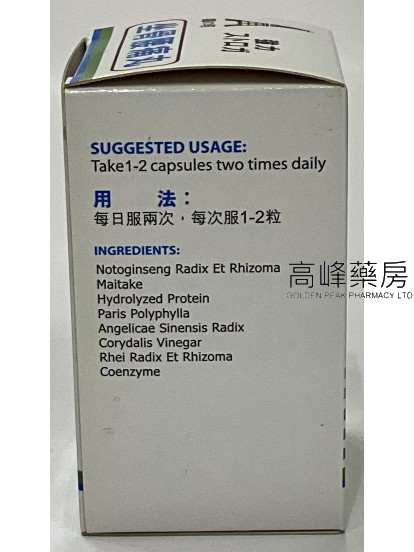 SUGGESTED USAGE:
Take1-2 capsules two times daily
用 法：
每日服兩次，每次服1-2粒
INGREDIENTS:
Notoginseng Radix Et Rhizoma
Maitake
Hydrolyzed Protein
Paris Polyphylla
Angelicae Sinensis Radix
Corydalis Vinegar
Rhei Radix Et Rhizoma
Coenzyme
高峰藥房
GOLDEN PEAK PHARMACY LTD